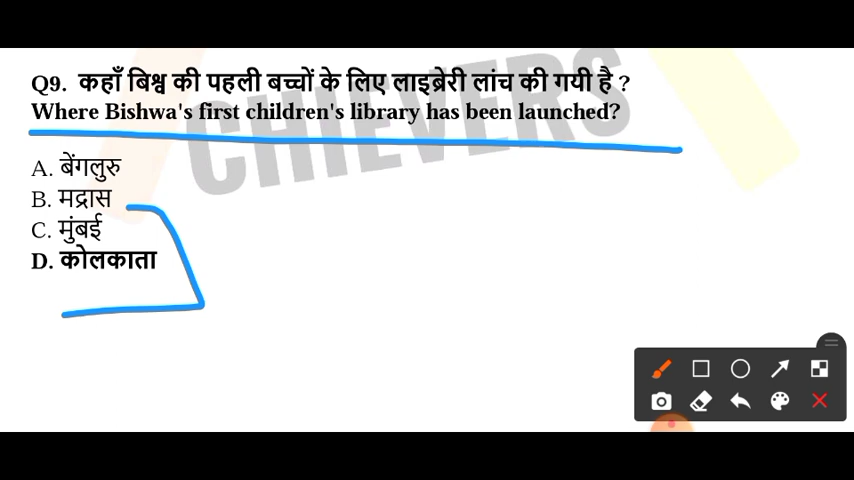 CHIEVERS
Q9. कहाँ बिश्व की पहली बच्चों के लिए लाइब्रेरी लांच की गयी है ?
Where Bishwa's first children's library has been launched?
A. बेंगलुरु
B. मद्रास
C. मुंबई
D. कोलकाता